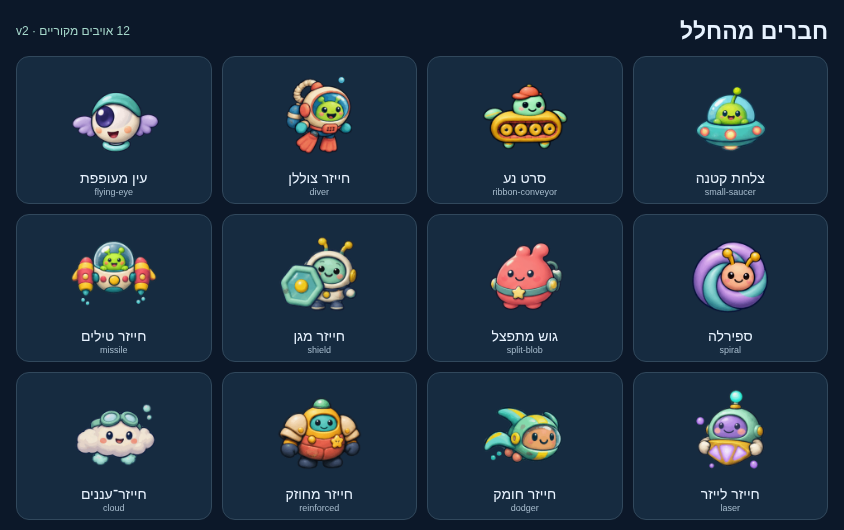 חברים מהחלל
12 אויבים מקוריים · v2
צלחת קטנה
small-saucer
סרט נע
ribbon-conveyor
חייזר צוללן
diver
עין מעופפת
flying-eye
ספירלה
spiral
גוש מתפצל
split-blob
חייזר מגן
shield
חייזר טילים
missile
חייזר לייזר
laser
חייזר חומק
dodger
חייזר מחוזק
reinforced
חייזר־עננים
cloud